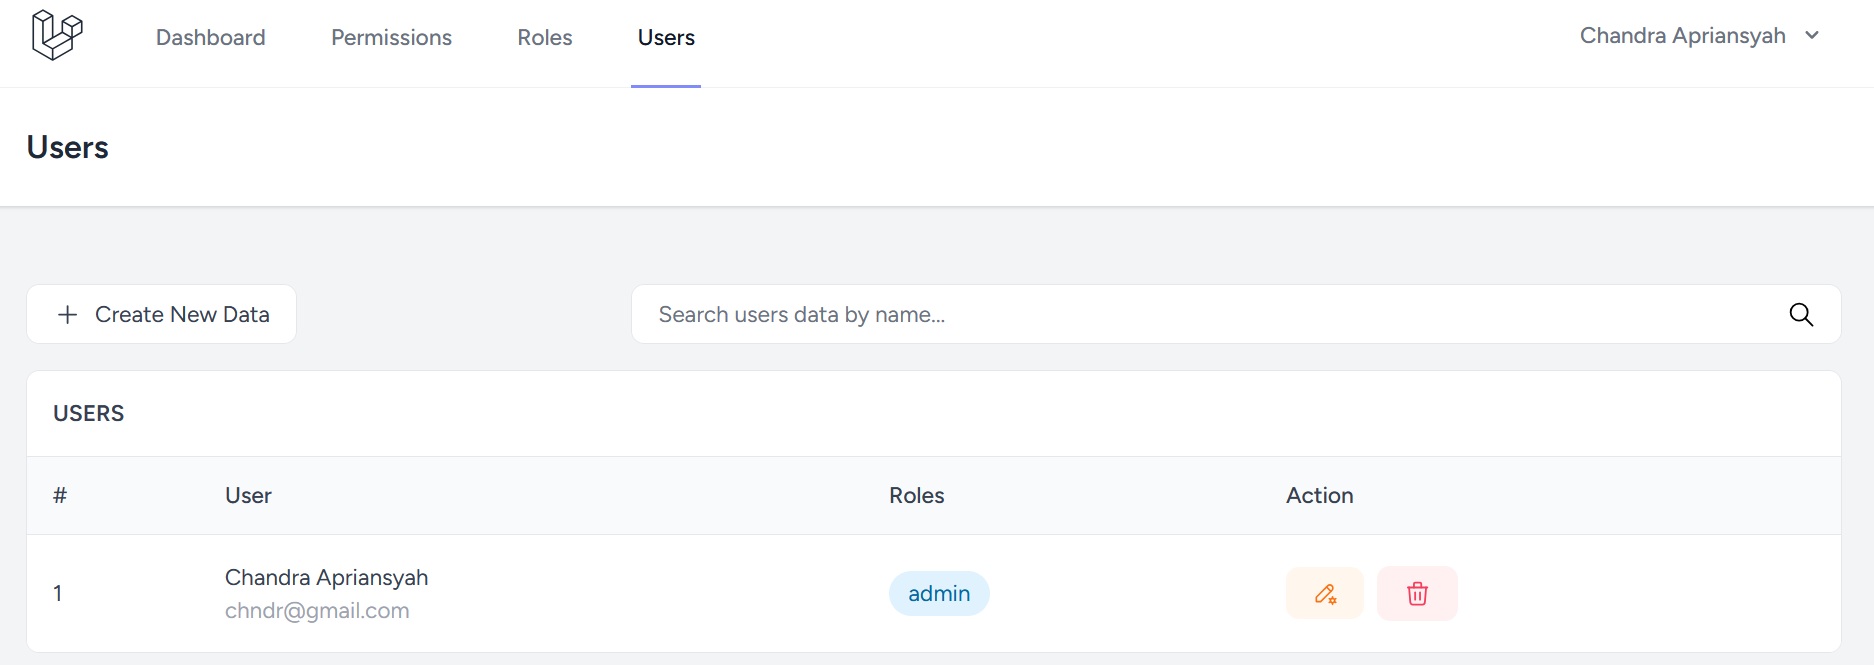 Dashboard Permissions Roles Users Chandra Apriansyah
Users
Create New Data Search users data by name...
USERS
# User Roles Action
1 Chandra Apriansyah admin
chndr@gmail.com